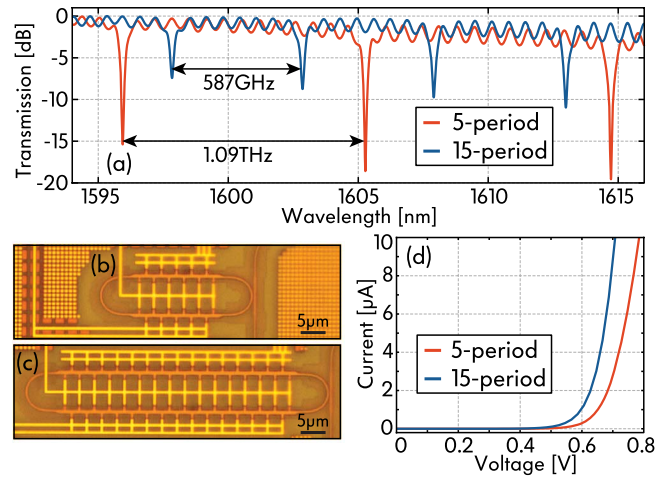 0
-5
-10
-15
-20
Transmission [dB]
587GHz
1.09THz
(a)
5-period
15-period
1595
1600
1605
1610
1615
Wavelength [nm]
(b)
5μm
(c)
5μm
(d)
10
8
6
4
2
0
Current [μA]
5-period
15-period
0
0.2
0.4
0.6
0.8
Voltage [V]